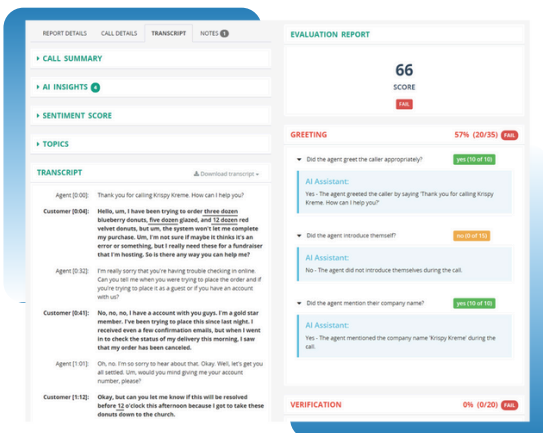 REPORT DETAILS
CALL DETAILS
TRANSCRIPT
NOTES 1
CALL SUMMARY
AI INSIGHTS 4
SENTIMENT SCORE
TOPICS
TRANSCRIPT
Download transcript
Agent [0:00]: Thank you for calling Krispy Kreme. How can I help you?
Customer [0:04]: Hello, um, I have been trying to order three dozen
blueberry donuts, five dozen glazed, and 12 dozen red
velvet donuts, but um, the system won't let me complete
my purchase. Um, I'm not sure if maybe it thinks it's an
error or something, but I really need these for a fundraiser
that I'm hosting. So is there any way you can help me?
Agent [0:32]: I'm really sorry that you're having trouble checking in online.
Can you tell me when you were trying to place the order and if
you're trying to place it as a guest or if you have an account
with us?
Customer [0:41]: No, no, no, I have a account with you guys. I'm a gold star
member. I've been trying to place this since last night. I
received even a few confirmation emails, but when I went
in to check the status of my delivery this morning, I saw
that my order has been canceled.
Agent [1:01]: Oh, no. I'm so sorry to hear about that. Okay. Well, let's get you
all settled. Um, would you mind giving me your account
number, please?
Customer [1:12]: Okay, but can you let me know if this will be resolved
before 12 o'clock this afternoon because I got to take these
donuts down to the church.
EVALUATION REPORT
66
SCORE
FAIL
GREETING 57% (20/35) FAIL
Did the agent greet the caller appropriately? yes (10 of 10)
AI Assistant:
Yes - The agent greeted the caller by saying 'Thank you for calling Krispy
Kreme. How can I help you?'
Did the agent introduce themself? no (0 of 15)
AI Assistant:
No - The agent did not introduce themselves during the call.
Did the agent mention their company name? yes (10 of 10)
AI Assistant:
Yes - The agent mentioned the company name 'Krispy Kreme' during the
call.
VERIFICATION 0% (0/20) FAIL